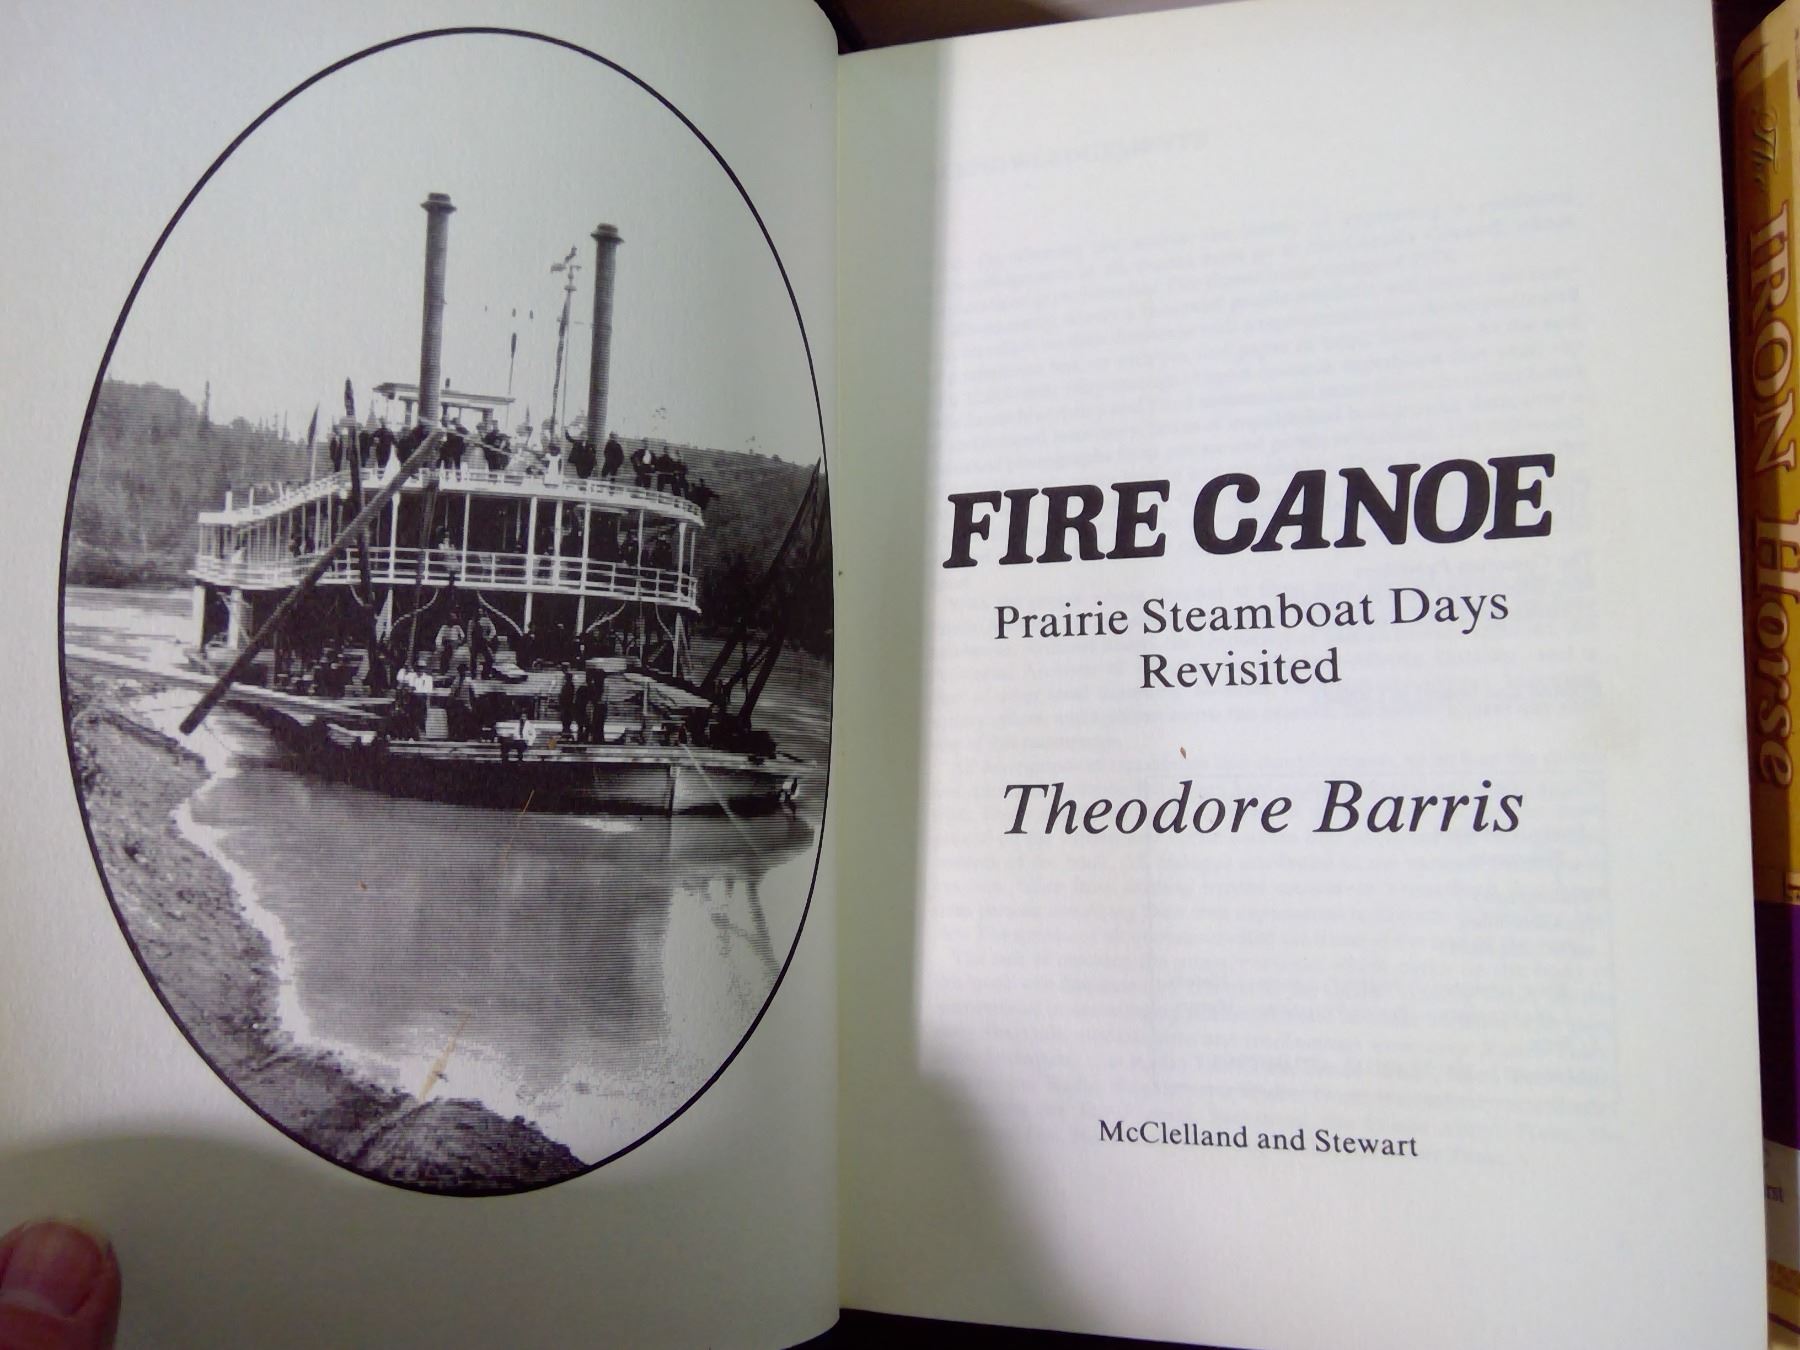 FIRE CANOE
Prairie Steamboat Days
Revisited
Theodore Barris
McClelland and Stewart
The IRON Horse